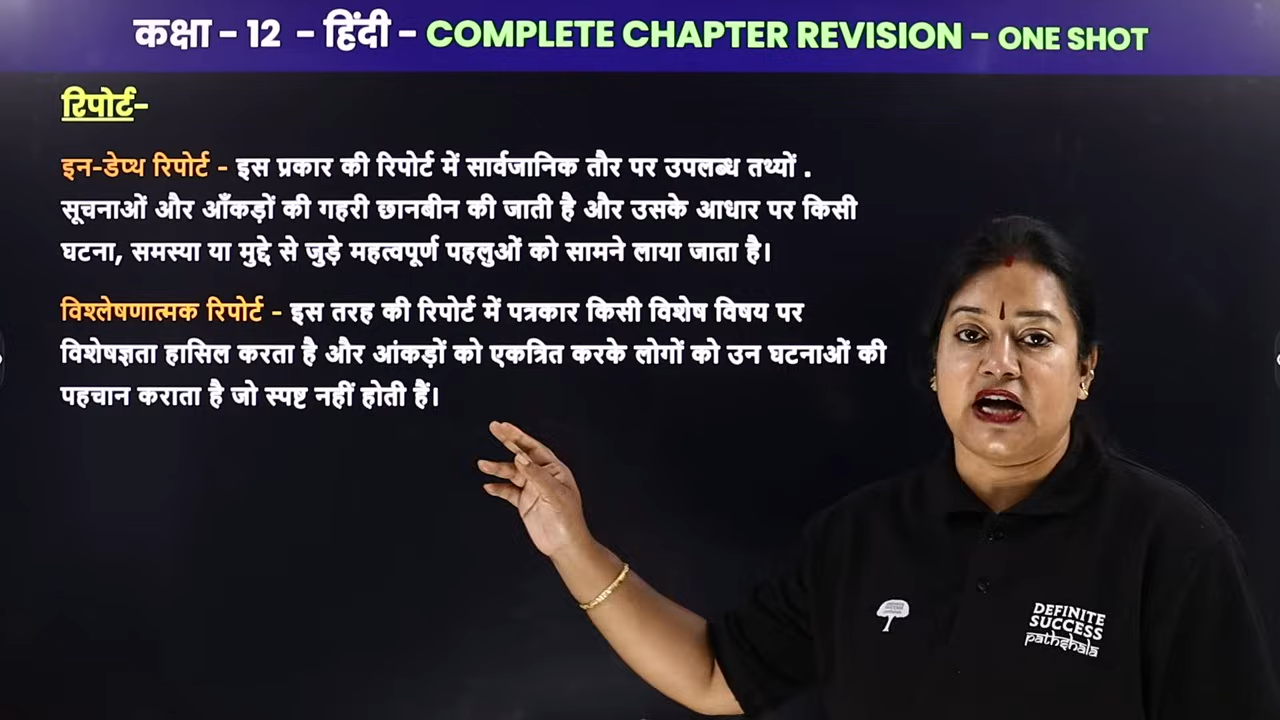 कक्षा - 12 - हिंदी - COMPLETE CHAPTER REVISION - ONE SHOT
रिपोर्ट-
इन-डेप्थ रिपोर्ट - इस प्रकार की रिपोर्ट में सार्वजानिक तौर पर उपलब्ध तथ्यों .
सूचनाओं और आँकड़ों की गहरी छानबीन की जाती है और उसके आधार पर किसी
घटना, समस्या या मुद्दे से जुड़े महत्वपूर्ण पहलुओं को सामने लाया जाता है।
विश्लेषणात्मक रिपोर्ट - इस तरह की रिपोर्ट में पत्रकार किसी विशेष विषय पर
विशेषज्ञता हासिल करता है और आंकड़ों को एकत्रित करके लोगों को उन घटनाओं की
पहचान कराता है जो स्पष्ट नहीं होती हैं।
DEFINITE
SUCCESS
pathshala